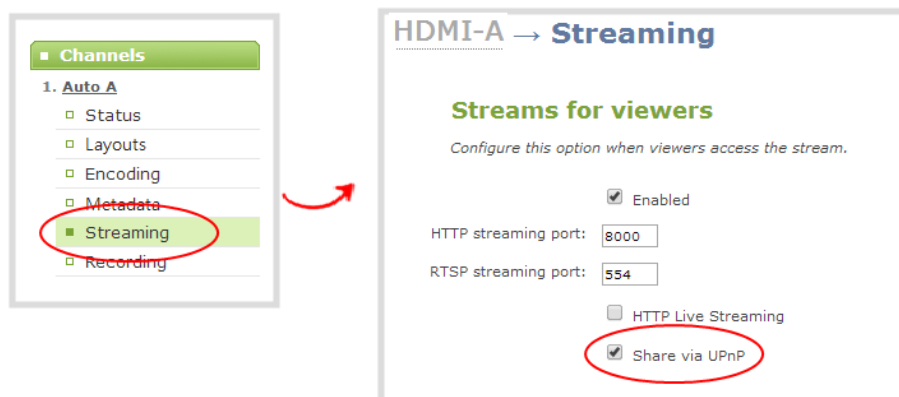 Channels
1. Auto A
Status
Layouts
Encoding
Metadata
Streaming
Recording
HDMI-A → Streaming
Streams for viewers
Configure this option when viewers access the stream.
Enabled
HTTP streaming port: 8000
RTSP streaming port: 554
HTTP Live Streaming
Share via UPnP